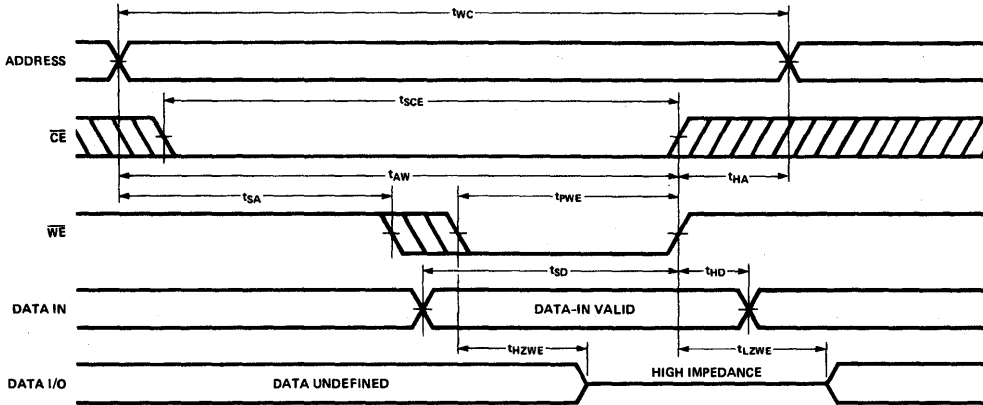 tWC
ADDRESS
tSCE
CE
tAW
tHA
tSA
tPWE
WE
tSD
tHD
DATA IN
DATA-IN VALID
tHZWE
tLZWE
HIGH IMPEDANCE
DATA I/O
DATA UNDEFINED